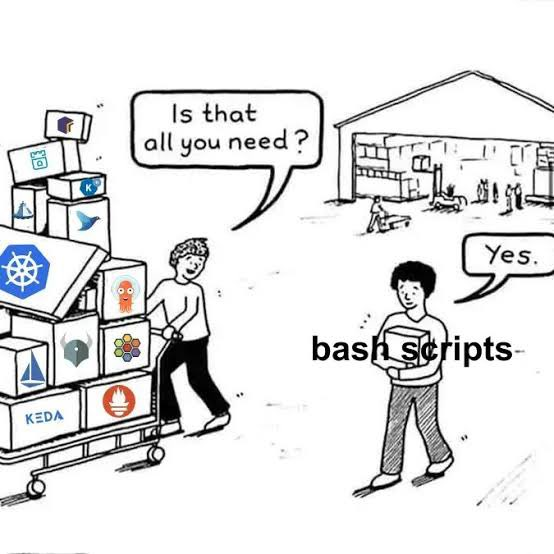 Is that
all you need?
Yes.
bash scripts
K
KEDA